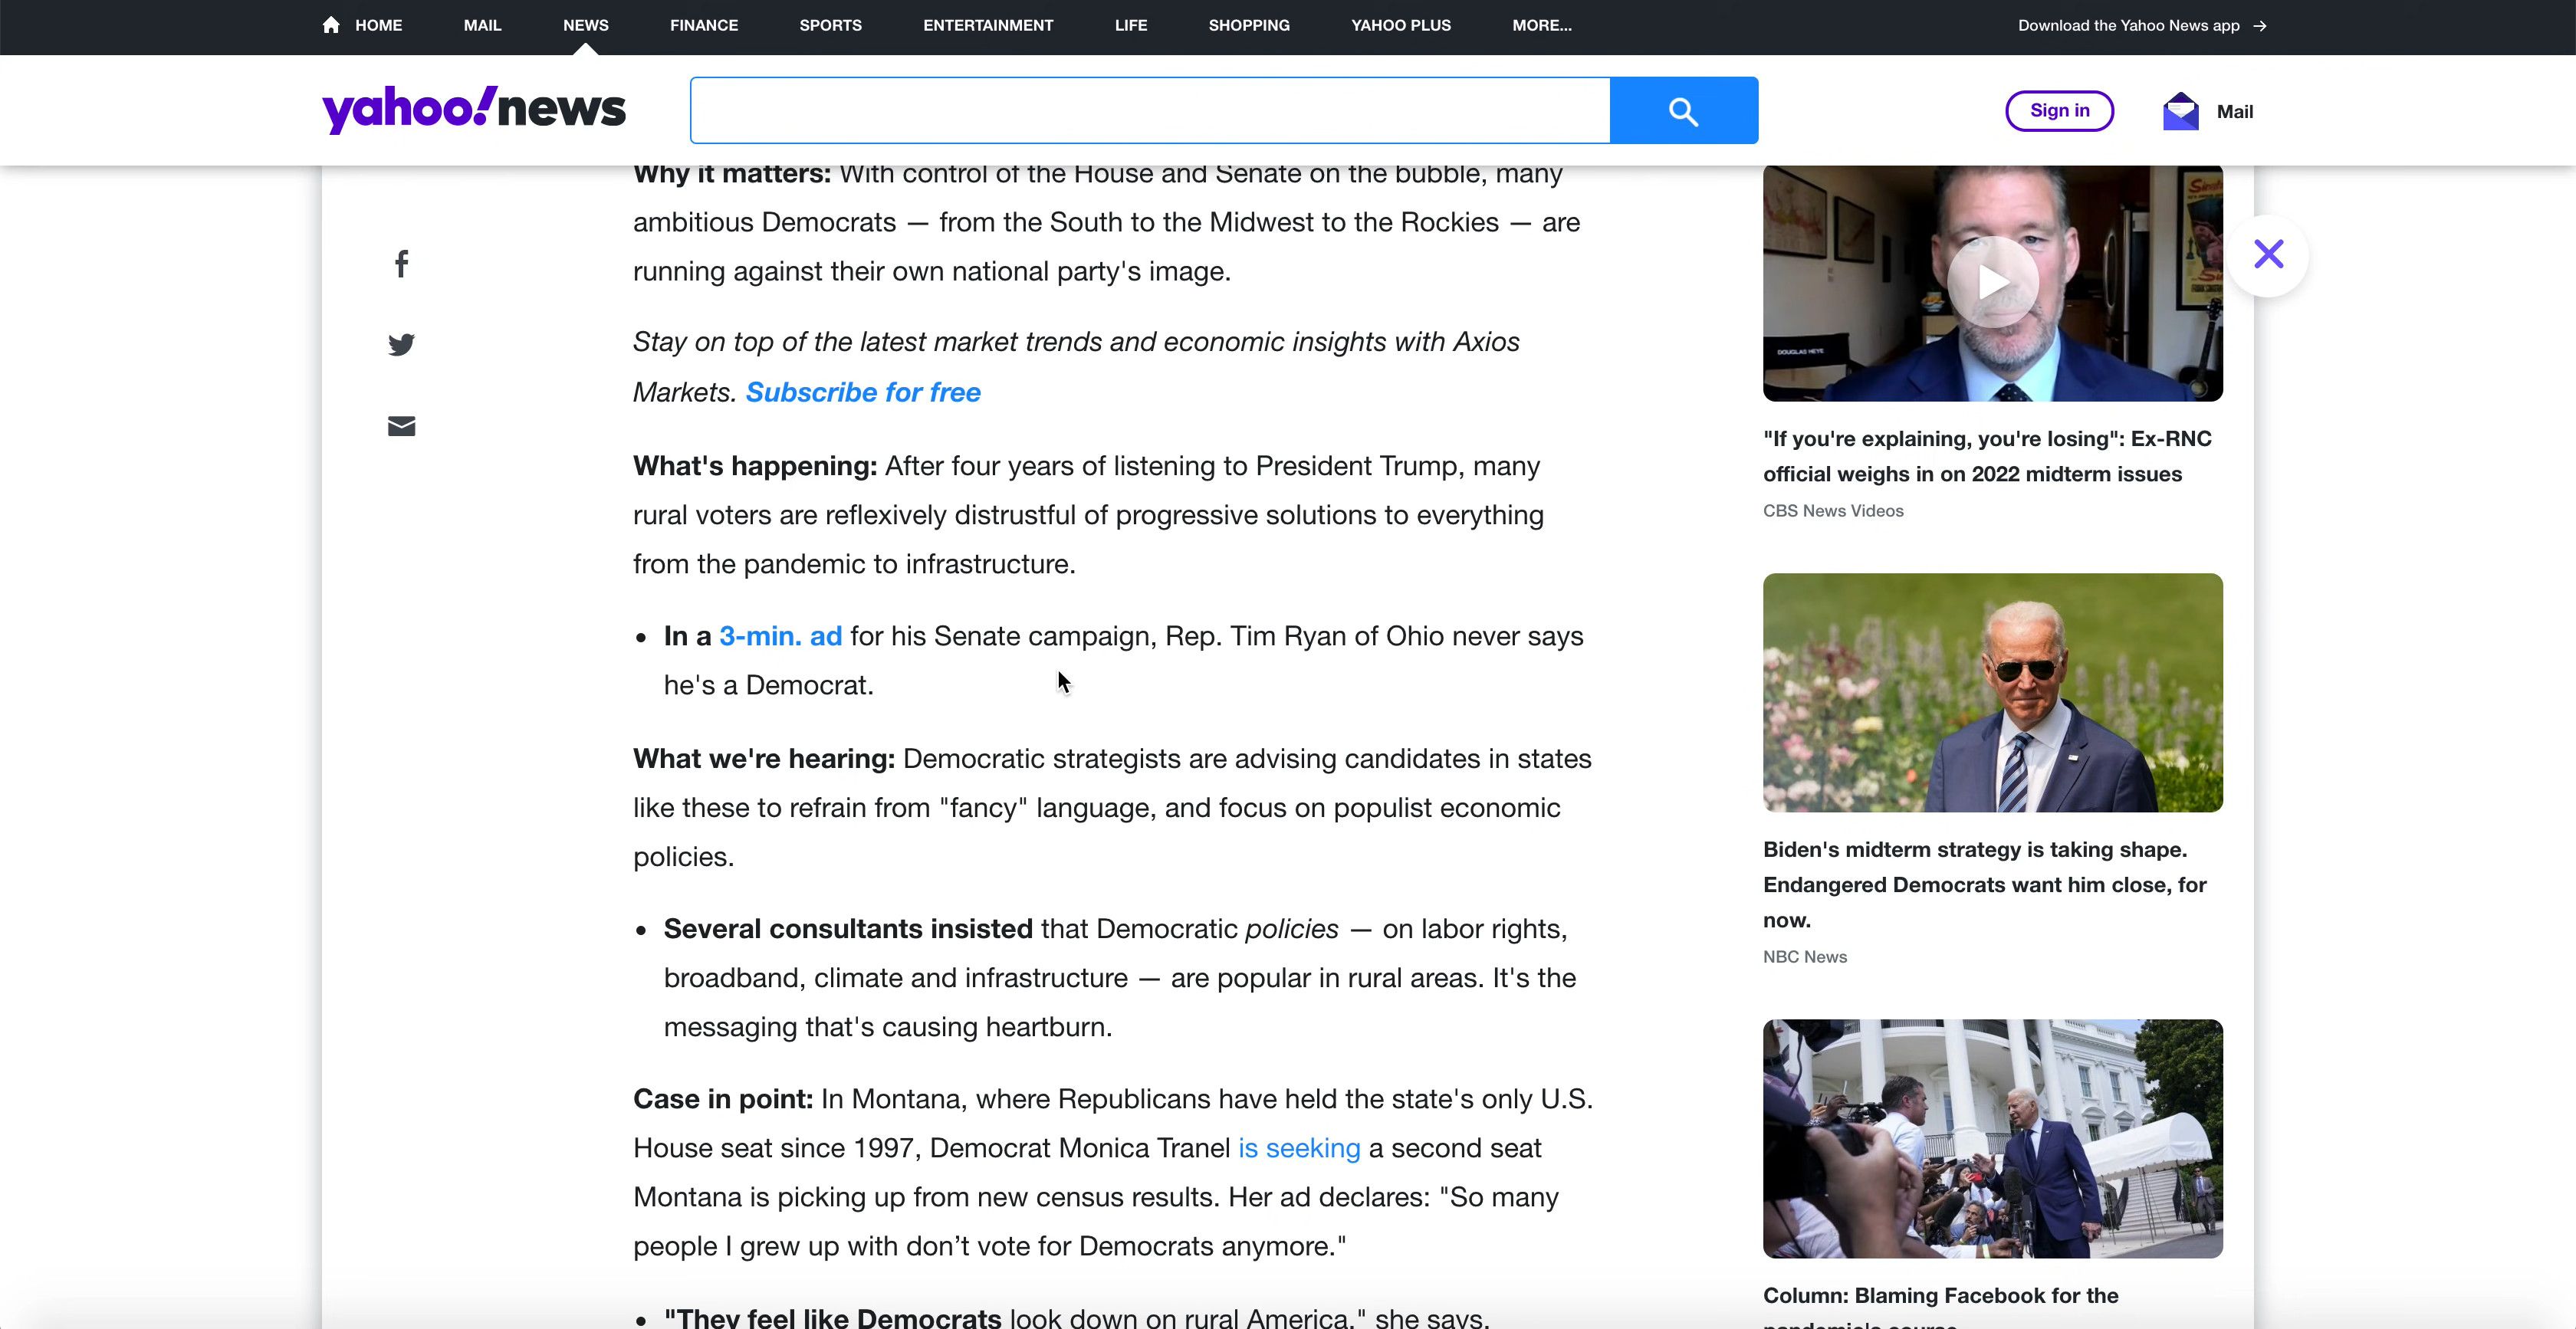 HOME MAIL NEWS FINANCE SPORTS ENTERTAINMENT LIFE SHOPPING YAHOO PLUS MORE... Download the Yahoo News app →
yahoo!news
Sign in
Mail
Why it matters: With control of the House and Senate on the bubble, many
ambitious Democrats — from the South to the Midwest to the Rockies — are
running against their own national party's image.
Stay on top of the latest market trends and economic insights with Axios
Markets. Subscribe for free
What's happening: After four years of listening to President Trump, many
rural voters are reflexively distrustful of progressive solutions to everything
from the pandemic to infrastructure.
• In a 3-min. ad for his Senate campaign, Rep. Tim Ryan of Ohio never says
he's a Democrat.
What we're hearing: Democratic strategists are advising candidates in states
like these to refrain from "fancy" language, and focus on populist economic
policies.
• Several consultants insisted that Democratic policies — on labor rights,
broadband, climate and infrastructure — are popular in rural areas. It's the
messaging that's causing heartburn.
Case in point: In Montana, where Republicans have held the state's only U.S.
House seat since 1997, Democrat Monica Tranel is seeking a second seat
Montana is picking up from new census results. Her ad declares: "So many
people I grew up with don’t vote for Democrats anymore."
• "They feel like Democrats look down on rural America," she says.
DOUGLAS HEYE
"If you're explaining, you're losing": Ex-RNC
official weighs in on 2022 midterm issues
CBS News Videos
Biden's midterm strategy is taking shape.
Endangered Democrats want him close, for
now.
NBC News
Column: Blaming Facebook for the
pandemic's course